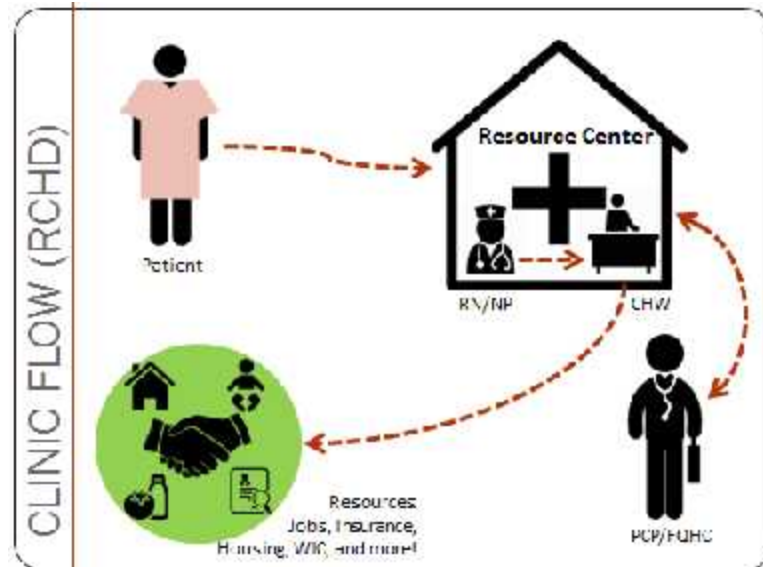 CLINIC FLOW (RCHD)
Patient
Resource Center
RN/NP
CHW
PCP/FQHC
Resources
Jobs, Insurance,
Housing, WIC, and more!